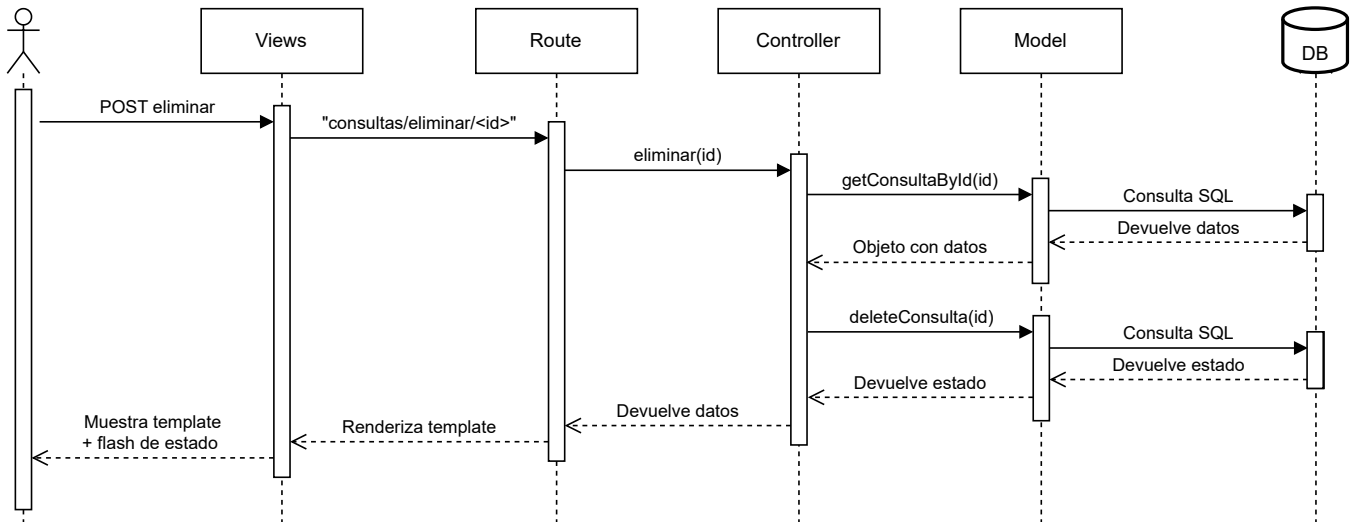 Views
Route
Controller
Model
DB
POST eliminar
"consultas/eliminar/<id>"
eliminar(id)
getConsultaById(id)
Consulta SQL
Devuelve datos
Objeto con datos
deleteConsulta(id)
Consulta SQL
Devuelve estado
Devuelve estado
Devuelve datos
Renderiza template
Muestra template
+ flash de estado